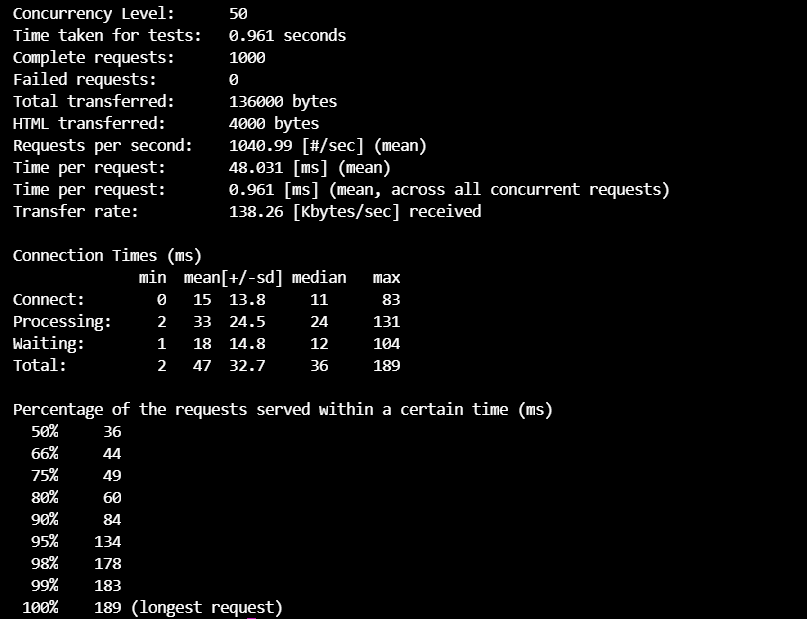 Concurrency Level:      50
Time taken for tests:   0.961 seconds
Complete requests:      1000
Failed requests:        0
Total transferred:      136000 bytes
HTML transferred:       4000 bytes
Requests per second:    1040.99 [#/sec] (mean)
Time per request:       48.031 [ms] (mean)
Time per request:       0.961 [ms] (mean, across all concurrent requests)
Transfer rate:          138.26 [Kbytes/sec] received

Connection Times (ms)
              min  mean[+/-sd] median   max
Connect:        0   15  13.8     11      83
Processing:     2   33  24.5     24     131
Waiting:        1   18  14.8     12     104
Total:          2   47  32.7     36     189

Percentage of the requests served within a certain time (ms)
  50%     36
  66%     44
  75%     49
  80%     60
  90%     84
  95%    134
  98%    178
  99%    183
 100%    189 (longest request)